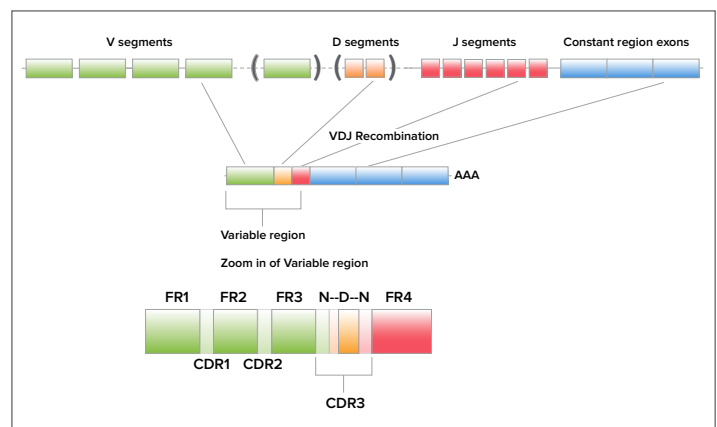 V segments D segments J segments Constant region exons
( ) ( )
VDJ Recombination
AAA
Variable region
Zoom in of Variable region
FR1 FR2 FR3 N--D--N FR4
CDR1 CDR2
CDR3